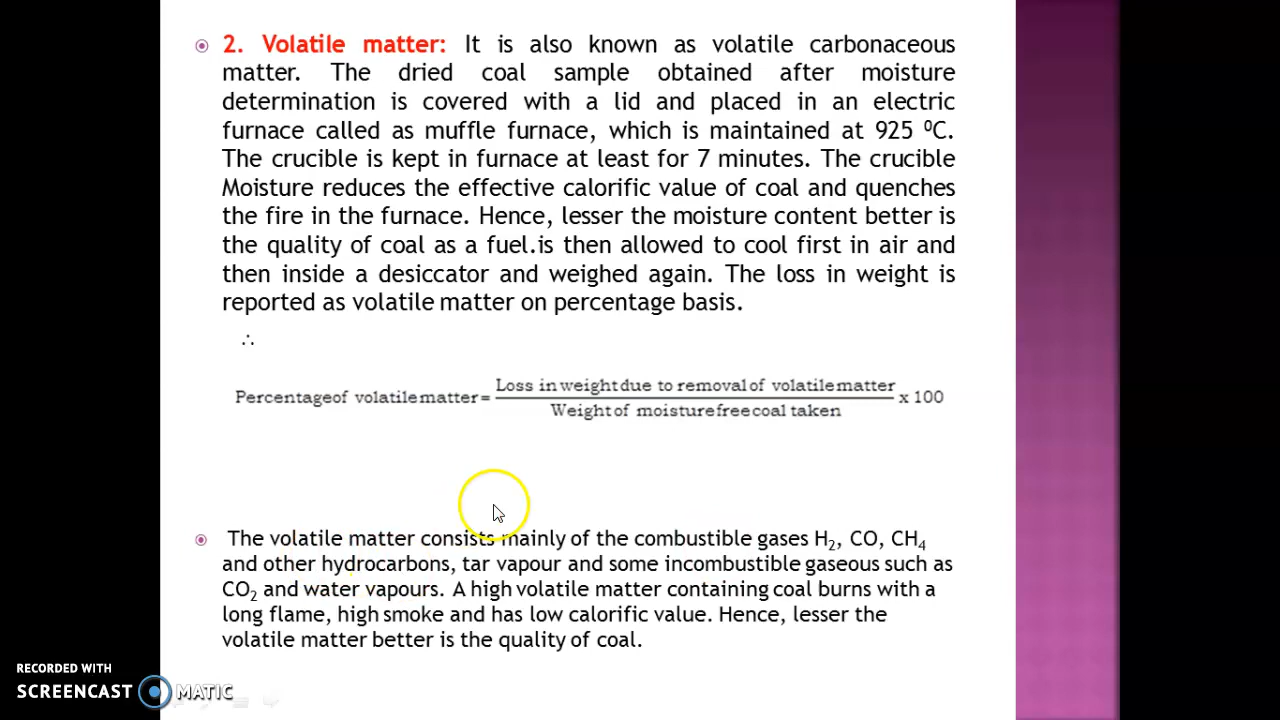 2. Volatile matter: It is also known as volatile carbonaceous
matter. The dried coal sample obtained after moisture
determination is covered with a lid and placed in an electric
furnace called as muffle furnace, which is maintained at 925 ⁰C.
The crucible is kept in furnace at least for 7 minutes. The crucible
Moisture reduces the effective calorific value of coal and quenches
the fire in the furnace. Hence, lesser the moisture content better is
the quality of coal as a fuel.is then allowed to cool first in air and
then inside a desiccator and weighed again. The loss in weight is
reported as volatile matter on percentage basis.
∴
Loss in weight due to removal of volatile matter
Percentageof volatile matter = x 100
Weight of moisture free coal taken
The volatile matter consists mainly of the combustible gases H₂, CO, CH₄
and other hydrocarbons, tar vapour and some incombustible gaseous such as
CO₂ and water vapours. A high volatile matter containing coal burns with a
long flame, high smoke and has low calorific value. Hence, lesser the
volatile matter better is the quality of coal.
RECORDED WITH
SCREENCAST MATIC